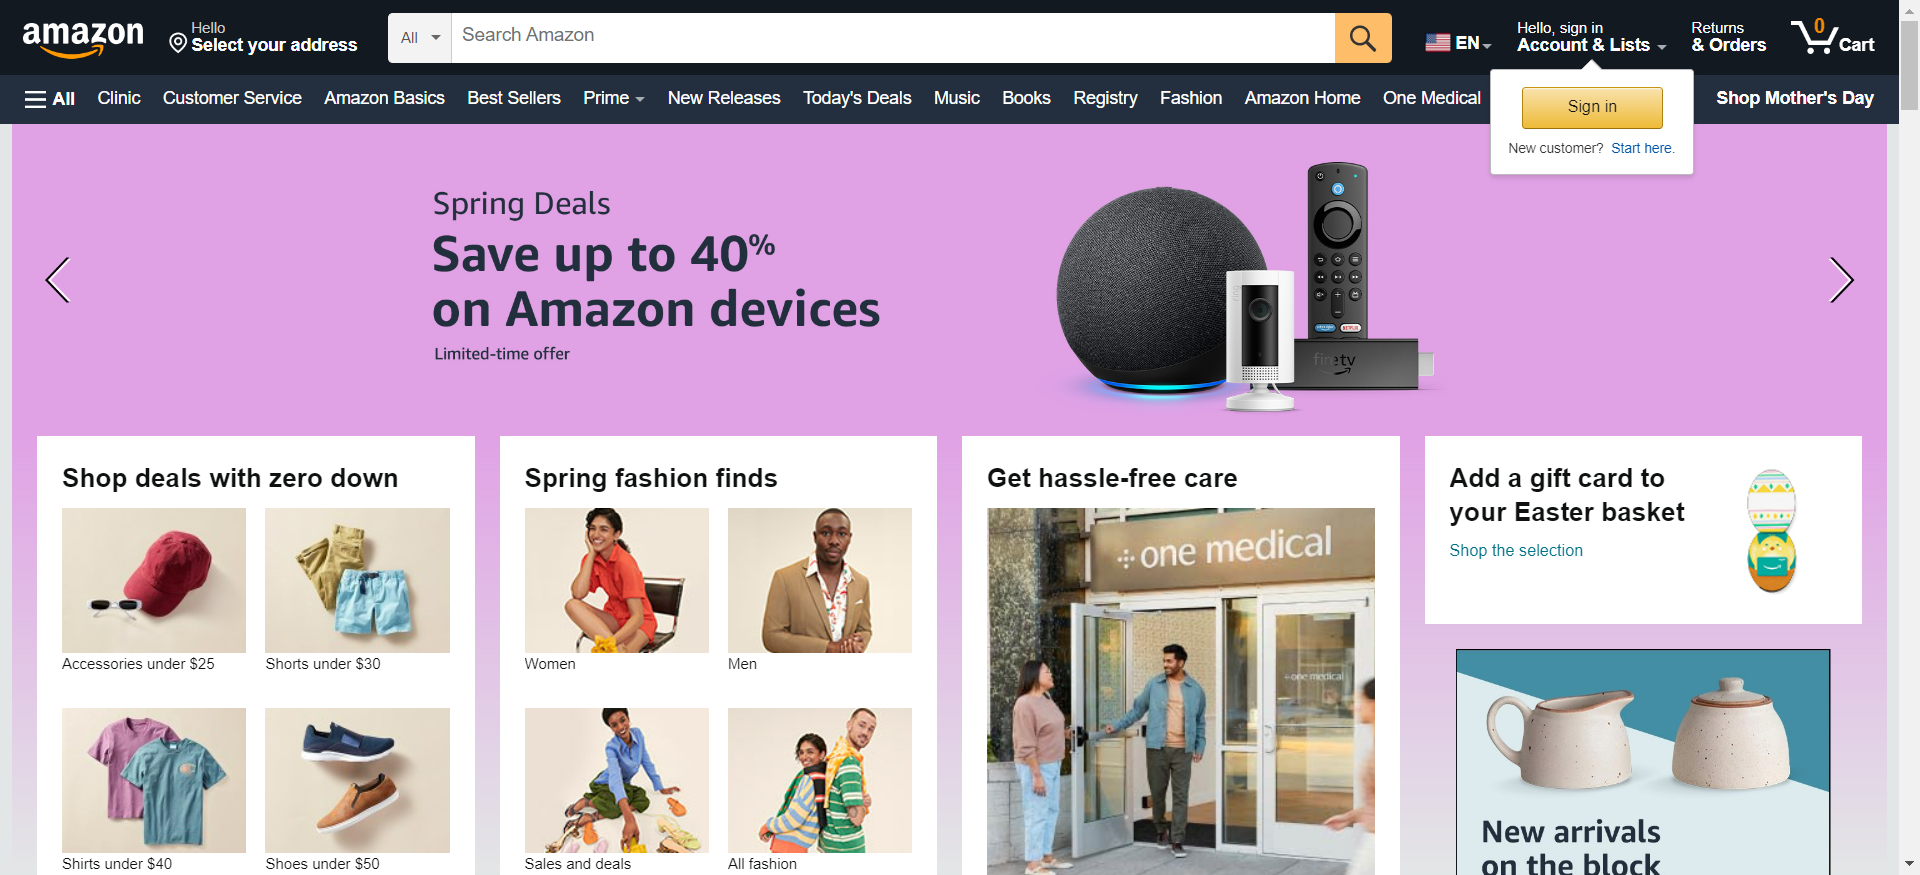 amazon
Hello
Select your address
All
Search Amazon
EN
Hello, sign in
Account & Lists
Returns
& Orders
0
Cart
All
Clinic
Customer Service
Amazon Basics
Best Sellers
Prime
New Releases
Today's Deals
Music
Books
Registry
Fashion
Amazon Home
One Medical
Shop Mother's Day
Sign in
New customer? Start here.
Spring Deals
Save up to 40%
on Amazon devices
Limited-time offer
ring
firetv
NETFLIX
Shop deals with zero down
Accessories under $25
Shorts under $30
Shirts under $40
Shoes under $50
Spring fashion finds
Women
Men
Sales and deals
All fashion
Get hassle-free care
one medical
one medical
Add a gift card to
your Easter basket
Shop the selection
New arrivals
on the block